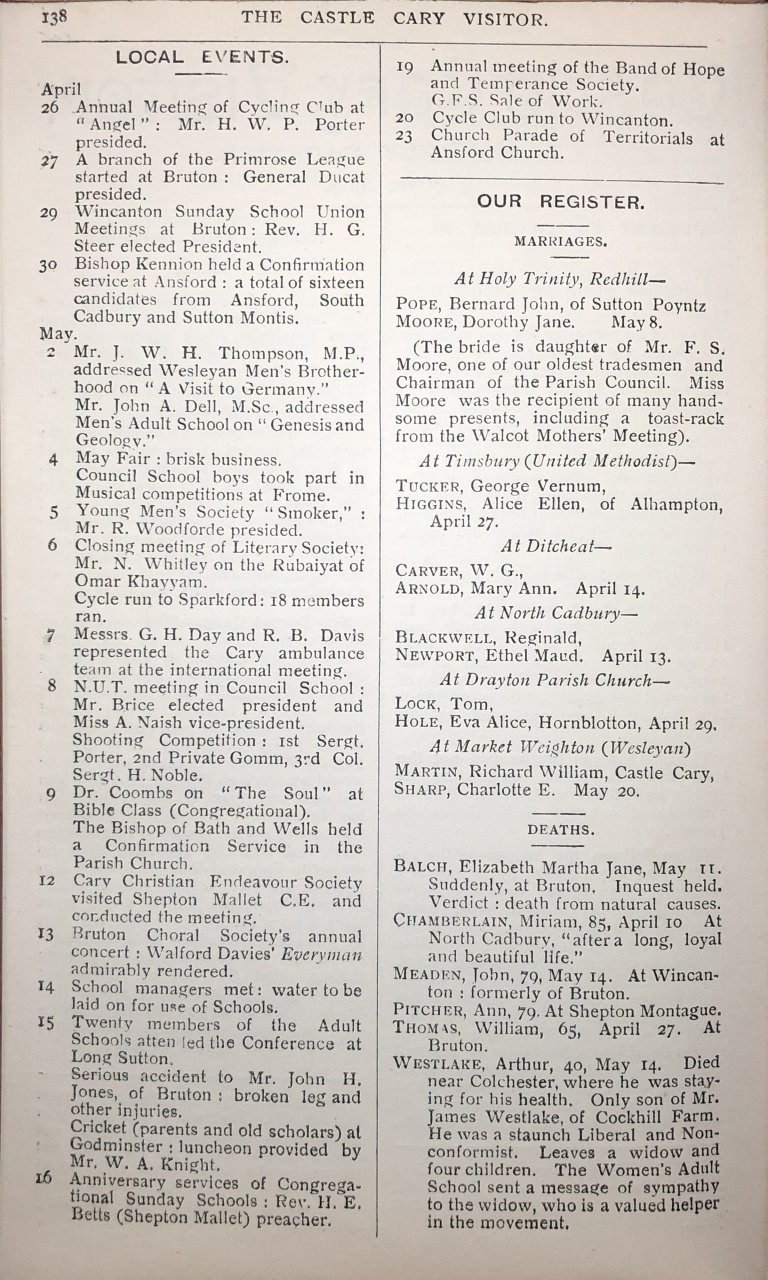 138
THE CASTLE CARY VISITOR.
LOCAL EVENTS.
April
26 Annual Meeting of Cycling Club at
"Angel" : Mr. H. W. P. Porter
presided.
27 A branch of the Primrose League
started at Bruton : General Ducat
presided.
29 Wincanton Sunday School Union
Meetings at Bruton : Rev. H. G.
Steer elected President.
30 Bishop Kennion held a Confirmation
service at Ansford : a total of sixteen
candidates from Ansford, South
Cadbury and Sutton Montis.
May.
2 Mr. J. W. H. Thompson, M.P.,
addressed Wesleyan Men's Brother-
hood on "A Visit to Germany."
Mr. John A. Dell, M.Sc., addressed
Men's Adult School on "Genesis and
Geology."
4 May Fair : brisk business.
Council School boys took part in
Musical competitions at Frome.
5 Young Men's Society "Smoker," :
Mr. R. Woodforde presided.
6 Closing meeting of Literary Society:
Mr. N. Whitley on the Rubaiyat of
Omar Khayyam.
Cycle run to Sparkford: 18 members
ran.
7 Messrs. G. H. Day and R. B. Davis
represented the Cary ambulance
team at the international meeting.
8 N.U.T. meeting in Council School :
Mr. Brice elected president and
Miss A. Naish vice-president.
Shooting Competition : 1st Sergt.
Porter, 2nd Private Gomm, 3rd Col.
Sergt. H. Noble.
9 Dr. Coombs on "The Soul" at
Bible Class (Congregational).
The Bishop of Bath and Wells held
a Confirmation Service in the
Parish Church.
12 Cary Christian Endeavour Society
visited Shepton Mallet C.E. and
conducted the meeting.
13 Bruton Choral Society's annual
concert : Walford Davies' Everyman
admirably rendered.
14 School managers met: water to be
laid on for use of Schools.
15 Twenty members of the Adult
Schools attended the Conference at
Long Sutton.
Serious accident to Mr. John H.
Jones, of Bruton : broken leg and
other injuries.
Cricket (parents and old scholars) at
Godminster : luncheon provided by
Mr. W. A. Knight.
16 Anniversary services of Congrega-
tional Sunday Schools : Rev. H. E.
Betts (Shepton Mallet) preacher.
19 Annual meeting of the Band of Hope
and Temperance Society.
G.F.S. Sale of Work.
20 Cycle Club run to Wincanton.
23 Church Parade of Territorials at
Ansford Church.
OUR REGISTER.
MARRIAGES.
At Holy Trinity, Redhill—
POPE, Bernard John, of Sutton Poyntz
MOORE, Dorothy Jane. May 8.
(The bride is daughter of Mr. F. S.
Moore, one of our oldest tradesmen and
Chairman of the Parish Council. Miss
Moore was the recipient of many hand-
some presents, including a toast-rack
from the Walcot Mothers' Meeting).
At Timsbury (United Methodist)—
TUCKER, George Vernum,
HIGGINS, Alice Ellen, of Alhampton,
April 27.
At Ditcheat—
CARVER, W. G.,
ARNOLD, Mary Ann. April 14.
At North Cadbury—
BLACKWELL, Reginald,
NEWPORT, Ethel Maud. April 13.
At Drayton Parish Church—
LOCK, Tom,
HOLE, Eva Alice, Hornblotton, April 29.
At Market Weighton (Wesleyan)
MARTIN, Richard William, Castle Cary,
SHARP, Charlotte E. May 20.
DEATHS.
BALCH, Elizabeth Martha Jane, May 11.
Suddenly, at Bruton. Inquest held.
Verdict : death from natural causes.
CHAMBERLAIN, Miriam, 85, April 10 At
North Cadbury, "after a long, loyal
and beautiful life."
MEADEN, John, 79, May 14. At Wincan-
ton : formerly of Bruton.
PITCHER, Ann, 79. At Shepton Montague.
THOMAS, William, 65, April 27. At
Bruton.
WESTLAKE, Arthur, 40, May 14. Died
near Colchester, where he was stay-
ing for his health. Only son of Mr.
James Westlake, of Cockhill Farm.
He was a staunch Liberal and Non-
conformist. Leaves a widow and
four children. The Women's Adult
School sent a message of sympathy
to the widow, who is a valued helper
in the movement.